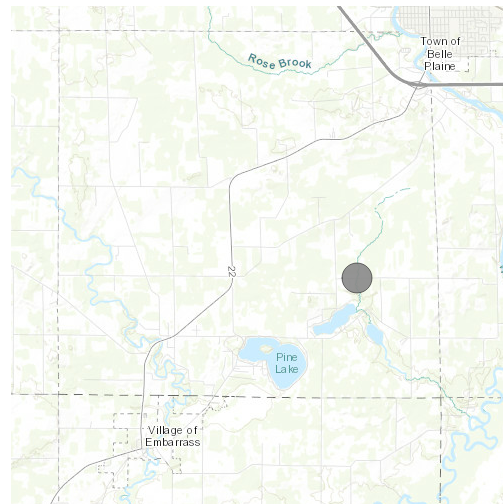 Town of
Belle
Plaine
Rose Brook
22
Pine
Lake
Village of
Embarrass